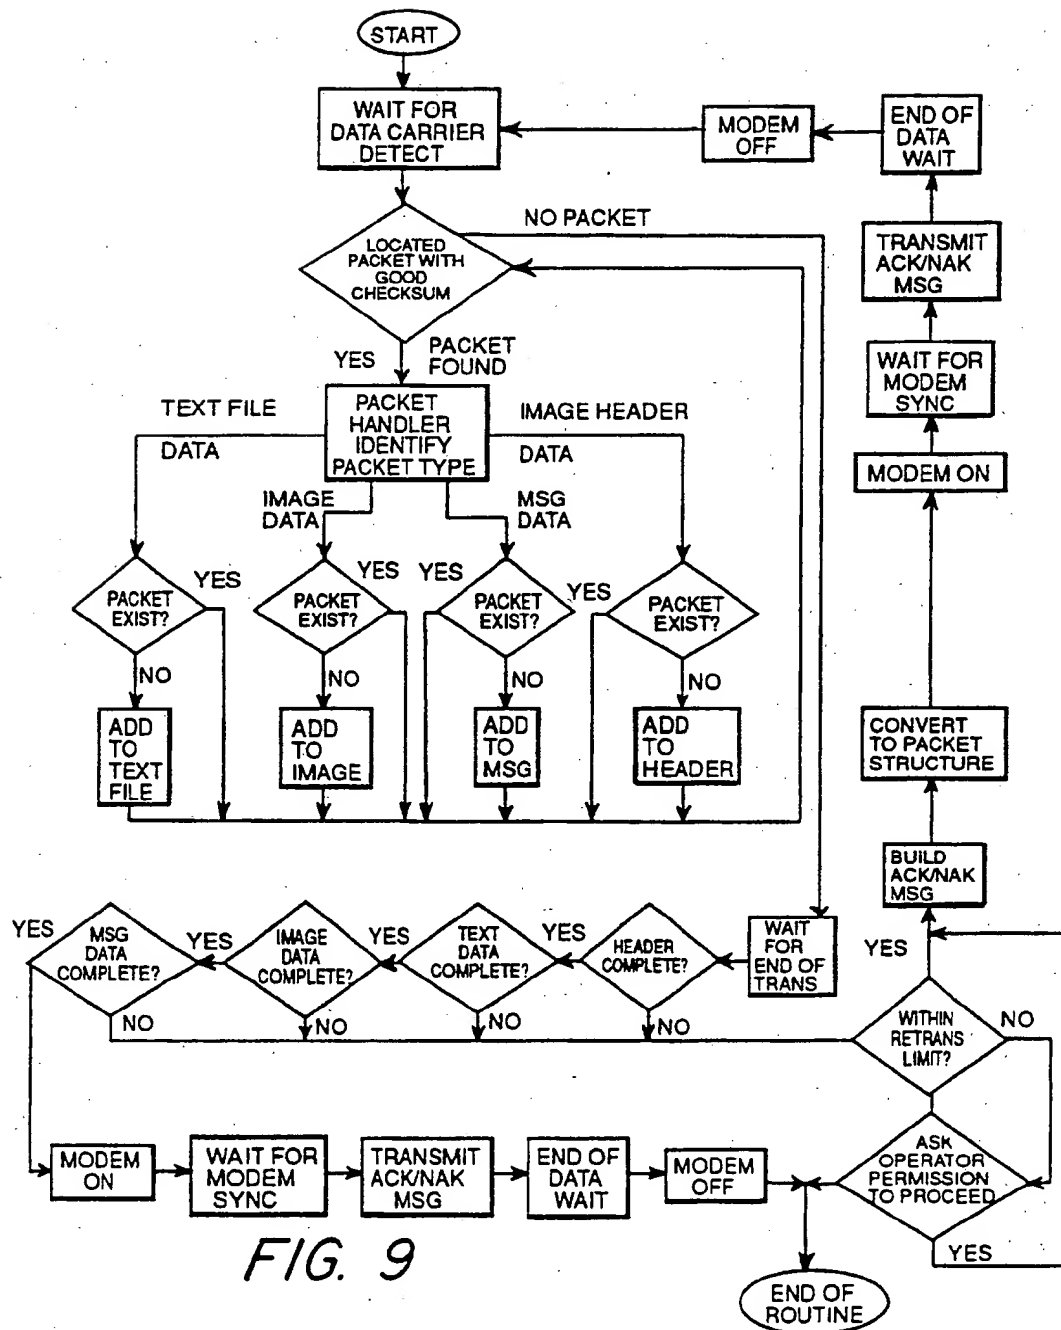 START
WAIT FOR
DATA CARRIER
DETECT
MODEM
OFF
END OF
DATA
WAIT
NO PACKET
LOCATED
PACKET WITH
GOOD
CHECKSUM
TRANSMIT
ACK/NAK
MSG
YES
PACKET
FOUND
WAIT FOR
MODEM
SYNC
TEXT FILE
DATA
PACKET
HANDLER
IDENTIFY
PACKET TYPE
IMAGE HEADER
DATA
MODEM ON
IMAGE
DATA
MSG
DATA
YES
YES
YES
YES
PACKET
EXIST?
PACKET
EXIST?
PACKET
EXIST?
PACKET
EXIST?
NO
NO
NO
NO
ADD
TO
TEXT
FILE
ADD
TO
IMAGE
ADD
TO
MSG
ADD
TO
HEADER
CONVERT
TO PACKET
STRUCTURE
BUILD
ACK/NAK
MSG
YES
YES
MSG
DATA
COMPLETE?
YES
IMAGE
DATA
COMPLETE?
YES
TEXT
DATA
COMPLETE?
YES
HEADER
COMPLETE?
WAIT
FOR
END OF
TRANS
NO
NO
NO
NO
WITHIN
RETRANS
LIMIT?
NO
MODEM
ON
WAIT FOR
MODEM
SYNC
TRANSMIT
ACK/NAK
MSG
END OF
DATA
WAIT
MODEM
OFF
ASK
OPERATOR
PERMISSION
TO PROCEED
YES
FIG. 9
END OF
ROUTINE